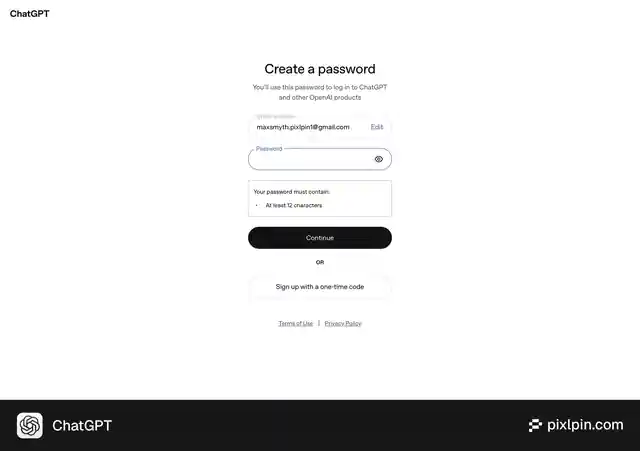 ChatGPT
Create a password
You'll use this password to log in to ChatGPT
and other OpenAI products
maxsmyth.pixlpin1@gmail.com Edit
Password
Your password must contain:
• At least 12 characters
Continue
OR
Sign up with a one-time code
Terms of Use | Privacy Policy
ChatGPT
pixlpin.com